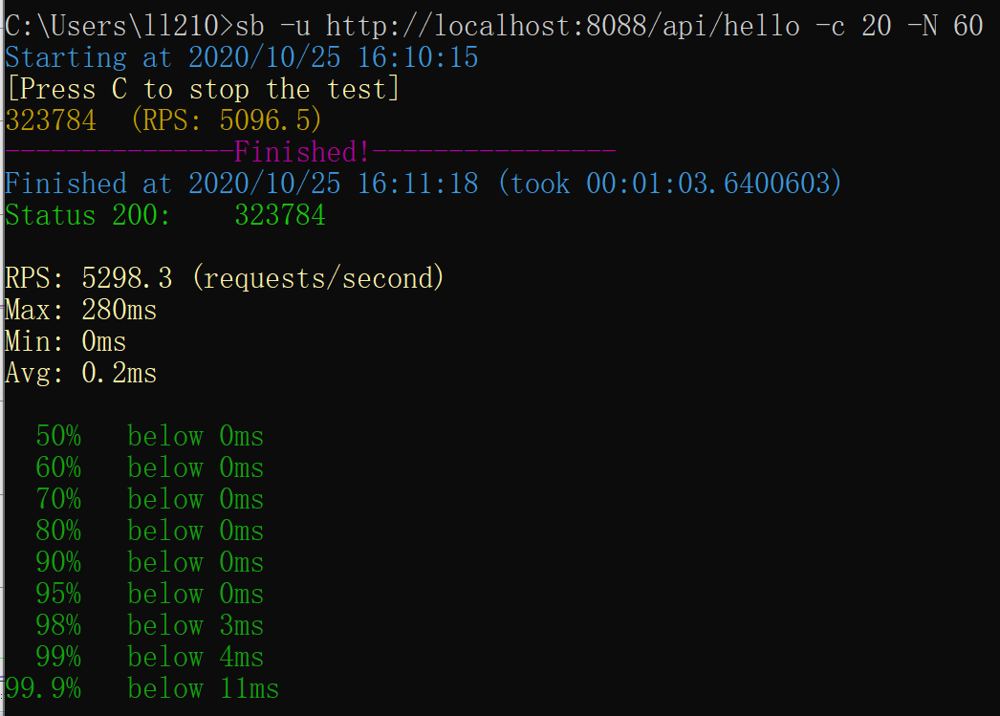 C:\Users\ll210>sb -u http://localhost:8088/api/hello -c 20 -N 60
Starting at 2020/10/25 16:10:15
[Press C to stop the test]
323784  (RPS: 5096.5)
---------------Finished!----------------
Finished at 2020/10/25 16:11:18 (took 00:01:03.6400603)
Status 200:    323784
RPS: 5298.3 (requests/second)
Max: 280ms
Min: 0ms
Avg: 0.2ms
  50%   below 0ms
  60%   below 0ms
  70%   below 0ms
  80%   below 0ms
  90%   below 0ms
  95%   below 0ms
  98%   below 3ms
  99%   below 4ms
99.9%   below 11ms